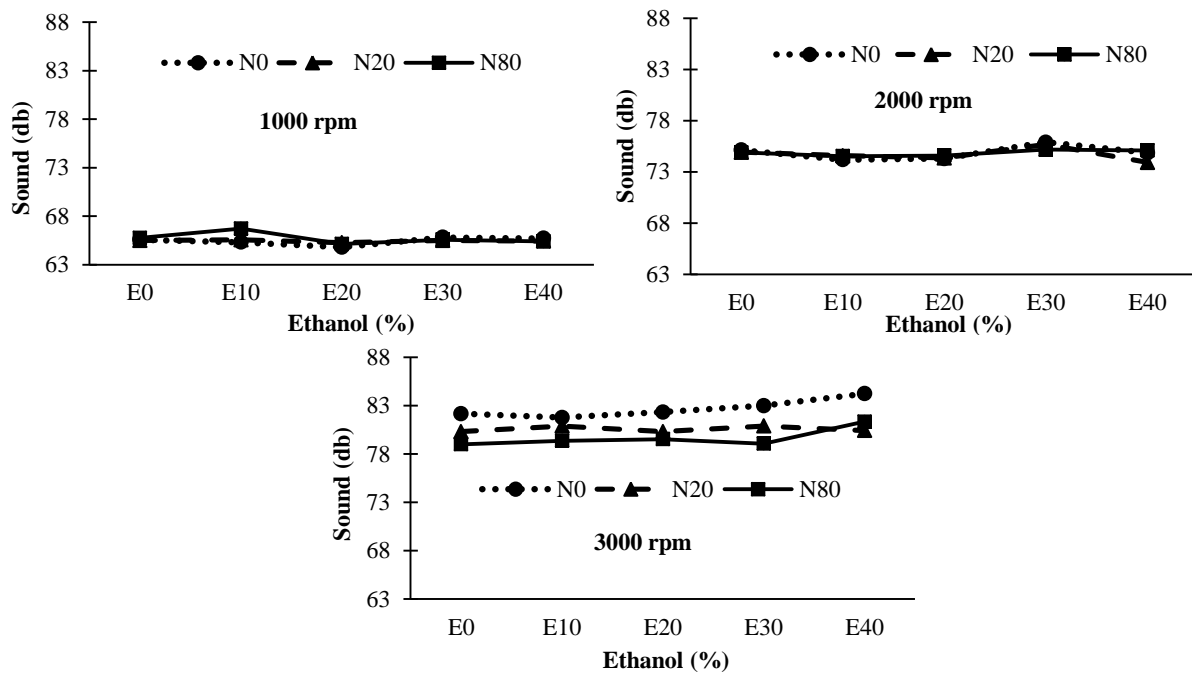 88
83
78
73
68
63
Sound (db)
N0 N20 N80
1000 rpm
E0 E10 E20 E30 E40
Ethanol (%)
88
83
78
73
68
63
Sound (db)
N0 N20 N80
2000 rpm
E0 E10 E20 E30 E40
Ethanol (%)
88
83
78
73
68
63
Sound (db)
N0 N20 N80
3000 rpm
E0 E10 E20 E30 E40
Ethanol (%)